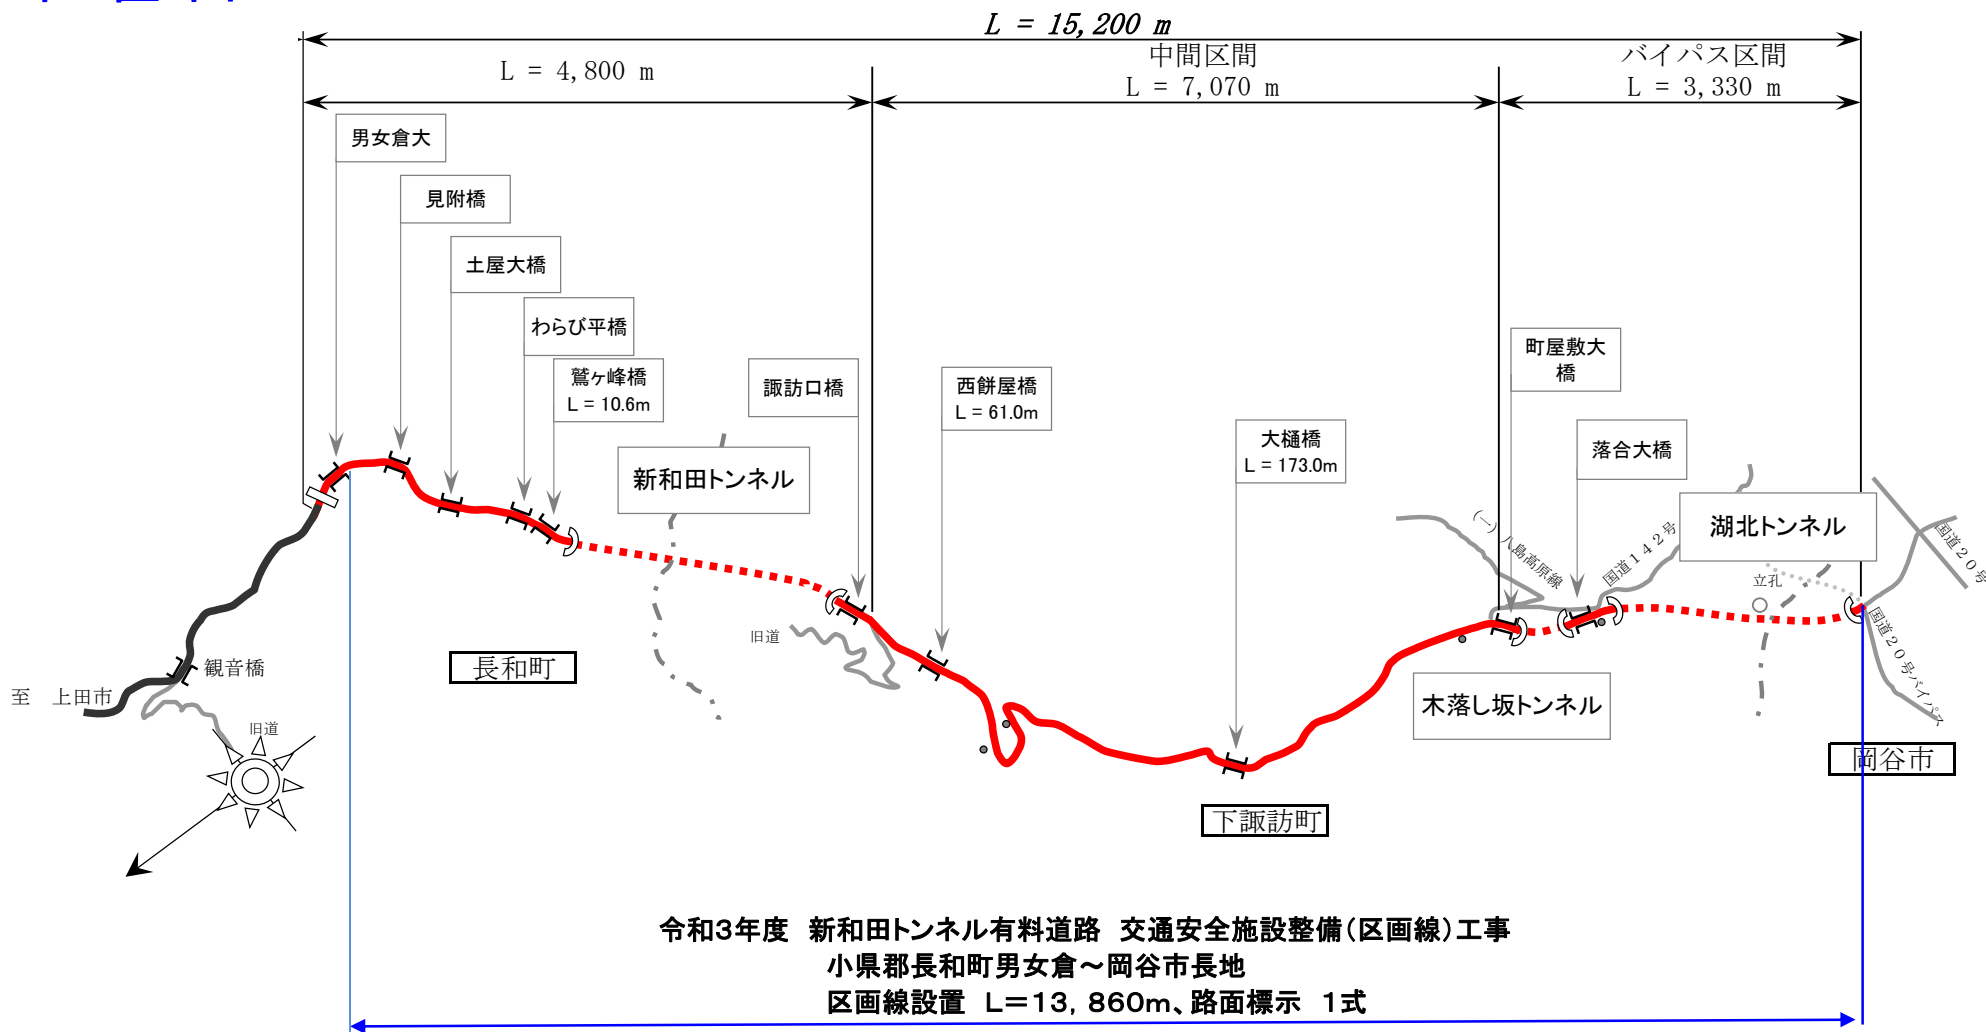 L = 15,200 m
L = 4,800 m
中間区間
L = 7,070 m
バイパス区間
L = 3,330 m
男女倉大
見附橋
土屋大橋
わらび平橋
鷲ヶ峰橋
L = 10.6m
諏訪口橋
西餅屋橋
L = 61.0m
町屋敷大
橋
大樋橋
L = 173.0m
落合大橋
新和田トンネル
湖北トンネル
(一)八島高原線
国道142号
国道20号
立孔
国道20号バイパス
旧道
長和町
観音橋
至 上田市
木落し坂トンネル
旧道
岡谷市
下諏訪町
令和3年度 新和田トンネル有料道路 交通安全施設整備(区画線)工事
小県郡長和町男女倉～岡谷市長地
区画線設置 L=13,860m、路面標示 1式